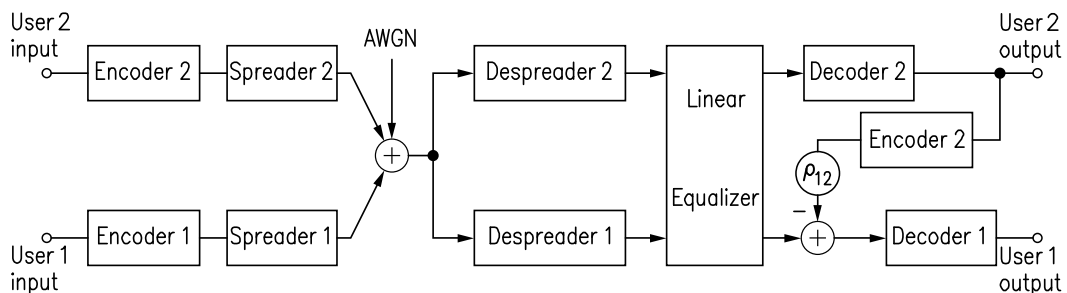 User 2
input
Encoder 2
Spreader 2
AWGN
Despreader 2
Linear
Equalizer
Decoder 2
User 2
output
Encoder 2
ρ12
−
+
+
User 1
input
Encoder 1
Spreader 1
Despreader 1
Decoder 1
User 1
output